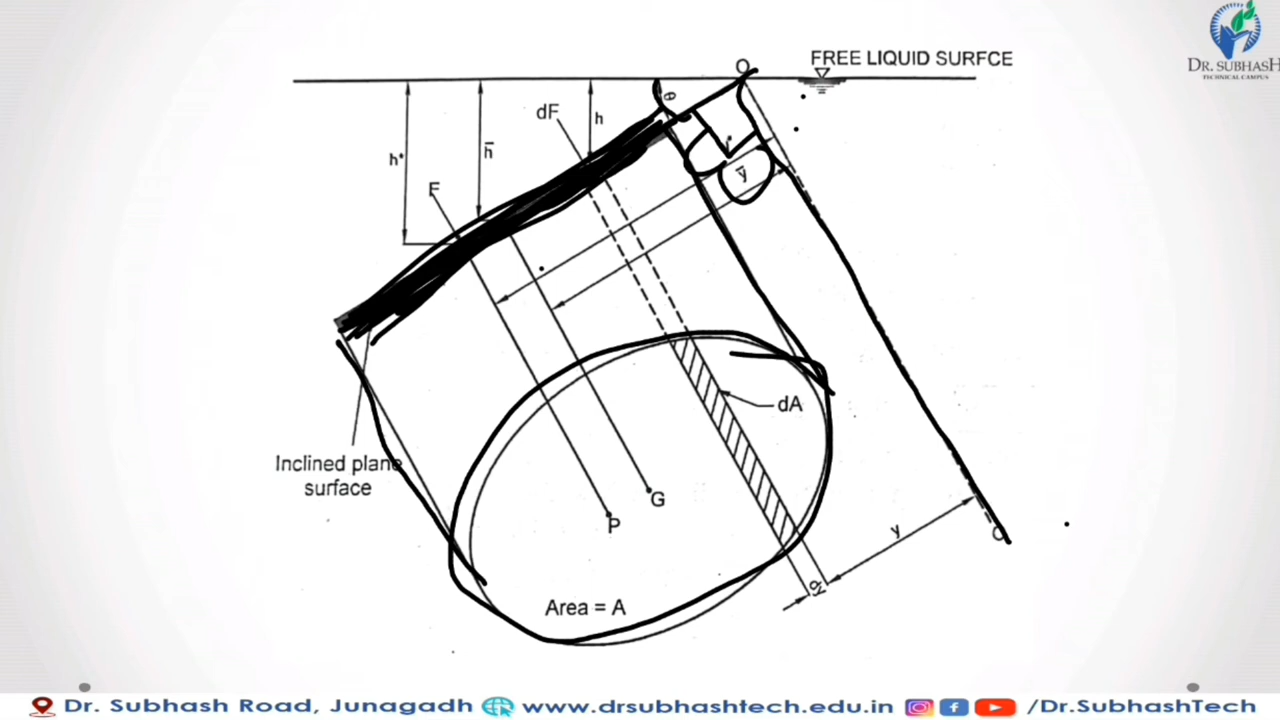 DR. SUBHASH
TECHNICAL CAMPUS
FREE LIQUID SURFCE
O
θ
dF
h
h̄
h*
F
ȳ
dA
Inclined plane
surface
G
P
y
O
Area = A
Dr. Subhash Road, Junagadh www.drsubhashtech.edu.in /Dr.SubhashTech